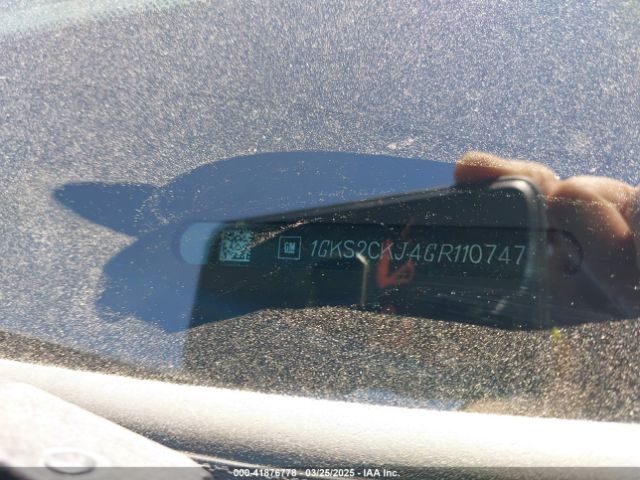 GM 1GKS2CKJ4GR110747
000-41876778 - 03/25/2025 - IAA Inc.